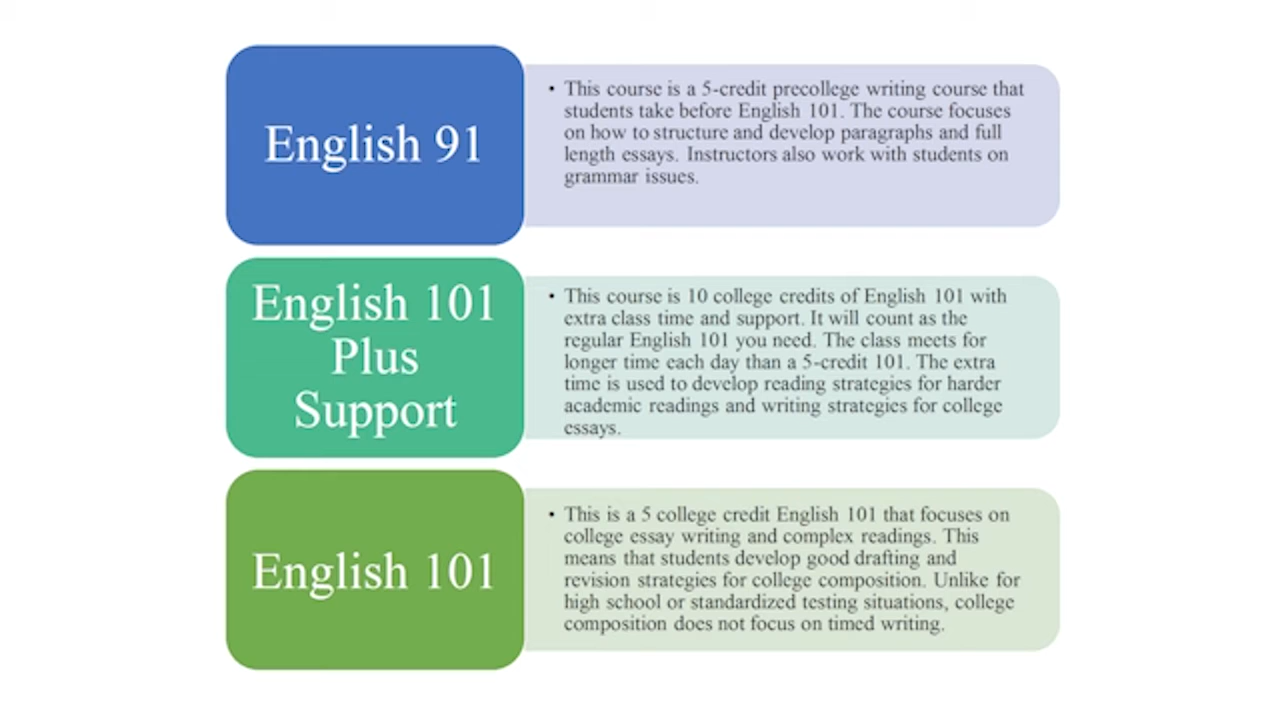 English 91
• This course is a 5-credit precollege writing course that
students take before English 101. The course focuses
on how to structure and develop paragraphs and full
length essays. Instructors also work with students on
grammar issues.
English 101
Plus
Support
• This course is 10 college credits of English 101 with
extra class time and support. It will count as the
regular English 101 you need. The class meets for
longer time each day than a 5-credit 101. The extra
time is used to develop reading strategies for harder
academic readings and writing strategies for college
essays.
English 101
• This is a 5 college credit English 101 that focuses on
college essay writing and complex readings. This
means that students develop good drafting and
revision strategies for college composition. Unlike for
high school or standardized testing situations, college
composition does not focus on timed writing.